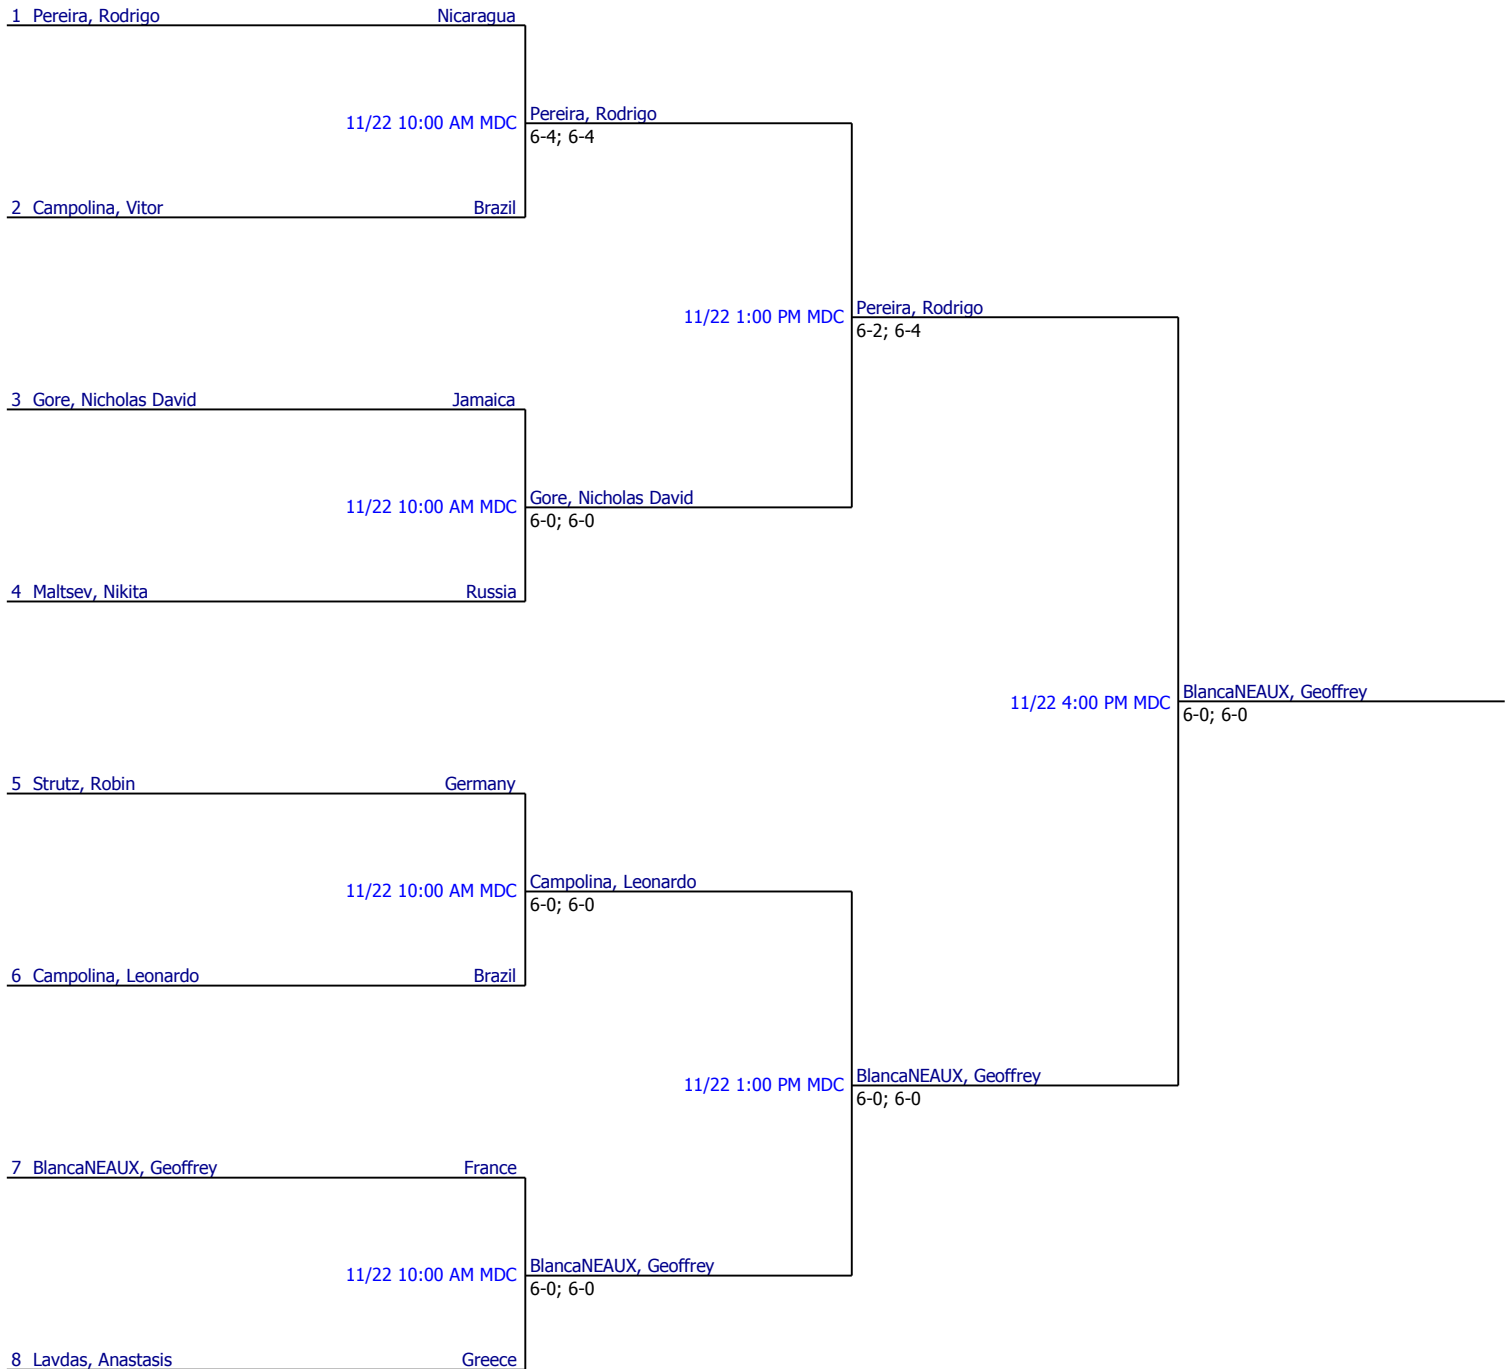 1 Pereira, Rodrigo Nicaragua
11/22 10:00 AM MDC Pereira, Rodrigo
6-4; 6-4
2 Campolina, Vitor Brazil
11/22 1:00 PM MDC Pereira, Rodrigo
6-2; 6-4
3 Gore, Nicholas David Jamaica
11/22 10:00 AM MDC Gore, Nicholas David
6-0; 6-0
4 Maltsev, Nikita Russia
11/22 4:00 PM MDC BlancaNEAUX, Geoffrey
6-0; 6-0
5 Strutz, Robin Germany
11/22 10:00 AM MDC Campolina, Leonardo
6-0; 6-0
6 Campolina, Leonardo Brazil
11/22 1:00 PM MDC BlancaNEAUX, Geoffrey
6-0; 6-0
7 BlancaNEAUX, Geoffrey France
11/22 10:00 AM MDC BlancaNEAUX, Geoffrey
6-0; 6-0
8 Lavdas, Anastasis Greece